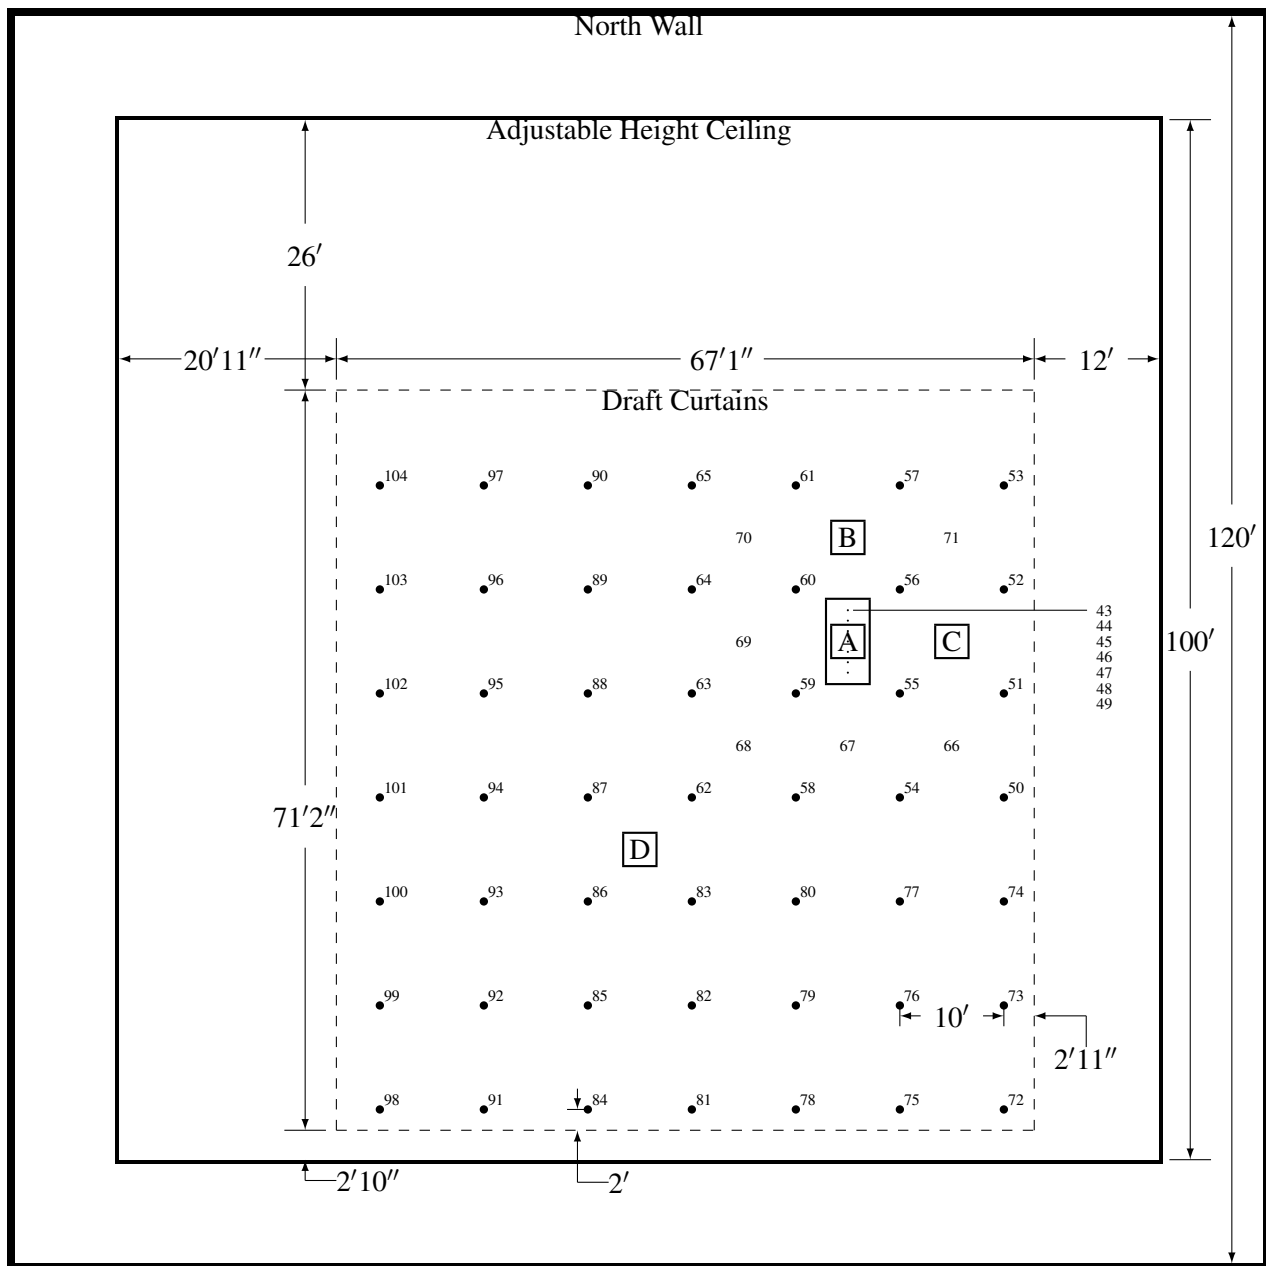 North Wall
Adjustable Height Ceiling
26′
20′11″ 67′1″ 12′
Draft Curtains
104 97 90 65 61 57 53
70 B 71
120′
103 96 89 64 60 56 52
43
44
69 A C 45 100′
46
47
48
49
102 95 88 63 59 55 51
68 67 66
101 94 87 62 58 54 50
71′2″
D
100 93 86 83 80 77 74
99 92 85 82 79 76 73
10′
2′11″
98 91 84 81 78 75 72
2′10″ 2′